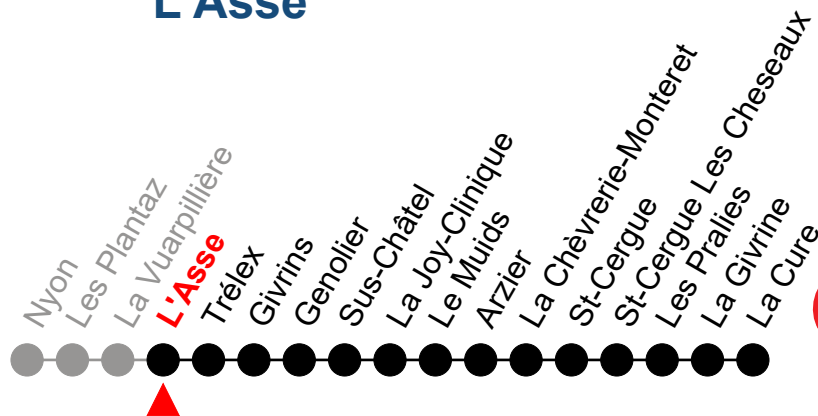 L'Asse
Nyon
Les Plantaz
La Vuarpillière
L'Asse
Trélex
Givrins
Genolier
Sus-Châtel
La Joy-Clinique
Le Muids
Arzier
La Chèvrerie-Monteret
St-Cergue
St-Cergue Les Cheseaux
Les Pralies
La Givrine
La Cure